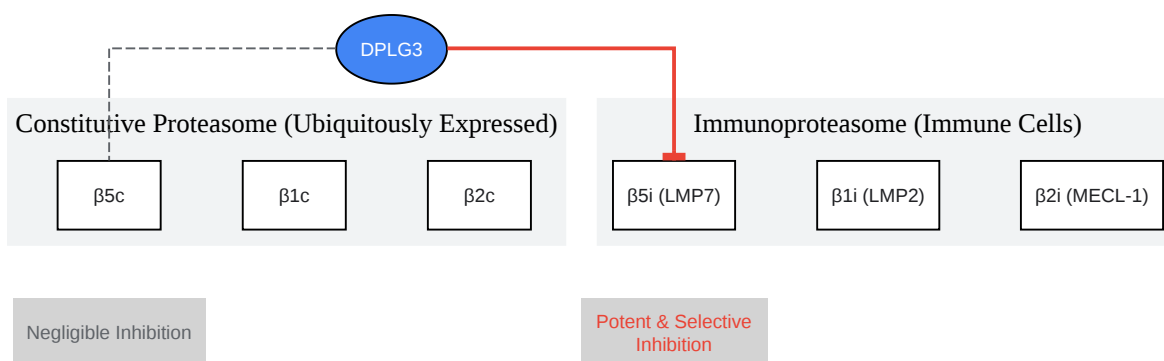 DPLG3
Constitutive Proteasome (Ubiquitously Expressed)
Immunoproteasome (Immune Cells)
β5c
β1c
β2c
β5i (LMP7)
β1i (LMP2)
β2i (MECL-1)
Negligible Inhibition
Potent & Selective
Inhibition